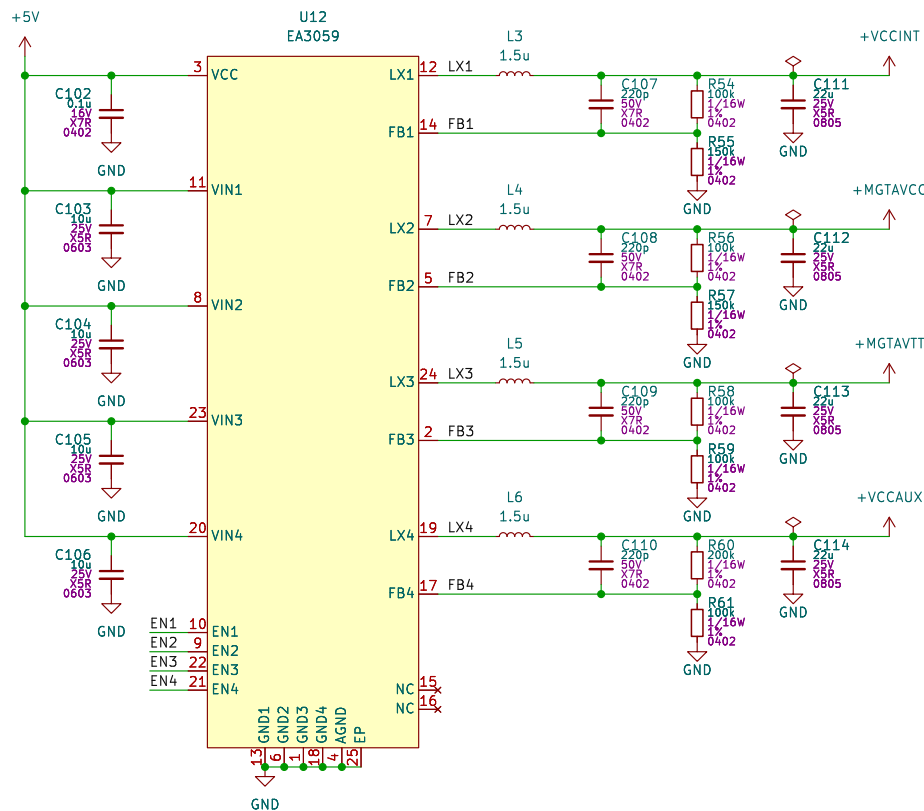 +5V
U12
EA3059
3
VCC
C102
0.1u
16V
X7R
0402
GND
11
VIN1
C103
10u
25V
X5R
0603
GND
8
VIN2
C104
10u
25V
X5R
0603
GND
23
VIN3
C105
10u
25V
X5R
0603
GND
20
VIN4
C106
10u
25V
X5R
0603
GND
EN1
10
EN1
EN2
9
EN2
EN3
22
EN3
EN4
21
EN4
GND1
GND2
GND3
GND4
AGND
EP
13
6
1
18
4
25
GND
LX1
12
LX1
L3
1.5u
FB1
14
FB1
C107
220p
50V
X7R
0402
R54
100k
1/16W
1%
0402
R55
150k
1/16W
1%
0402
GND
C111
22u
25V
X5R
0805
GND
+VCCINT
LX2
7
LX2
L4
1.5u
FB2
5
FB2
C108
220p
50V
X7R
0402
R56
100k
1/16W
1%
0402
R57
150k
1/16W
1%
0402
GND
C112
22u
25V
X5R
0805
GND
+MGTAVCC
LX3
24
LX3
L5
1.5u
FB3
2
FB3
C109
220p
50V
X7R
0402
R58
100k
1/16W
1%
0402
R59
100k
1/16W
1%
0402
GND
C113
22u
25V
X5R
0805
GND
+MGTAVTT
LX4
19
LX4
L6
1.5u
FB4
17
FB4
C110
220p
50V
X7R
0402
R60
200k
1/16W
1%
0402
R61
100k
1/16W
1%
0402
GND
C114
22u
25V
X5R
0805
GND
+VCCAUX
NC
15
NC
16